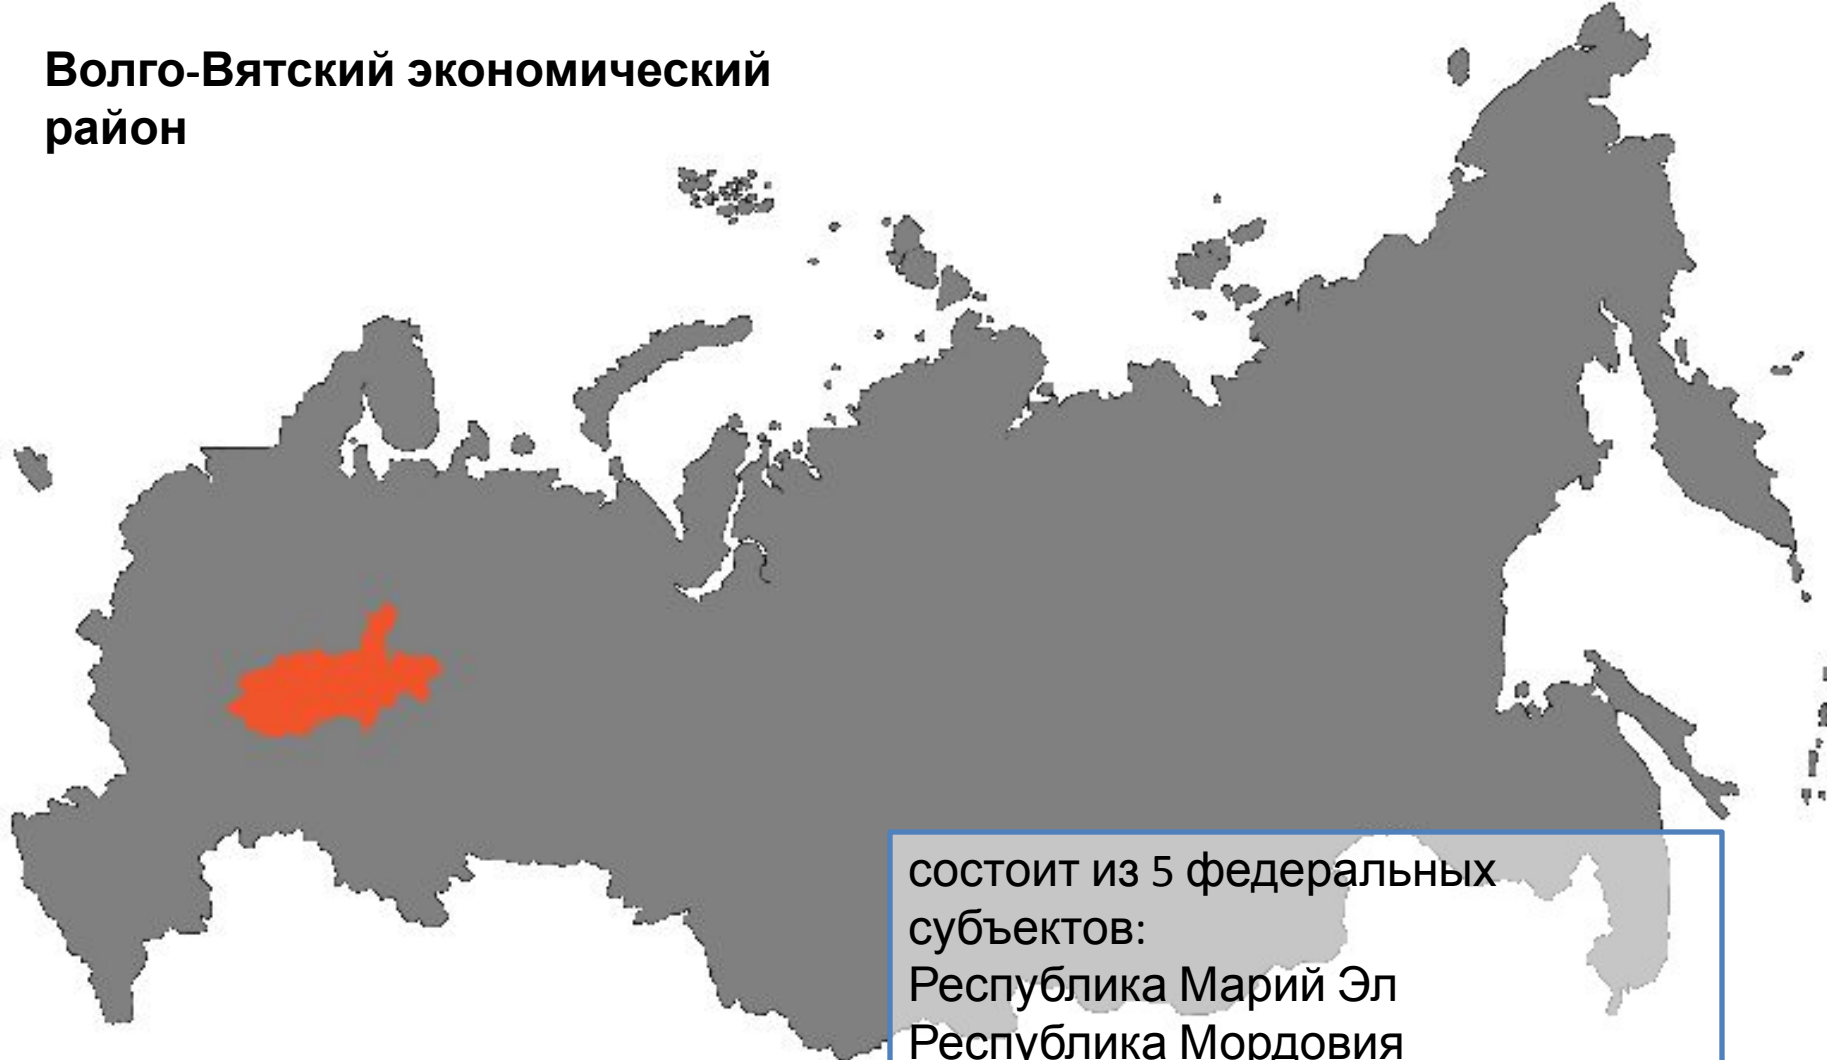 Волго-Вятский экономический
район
состоит из 5 федеральных
субъектов:
Республика Марий Эл
Республика Мордовия